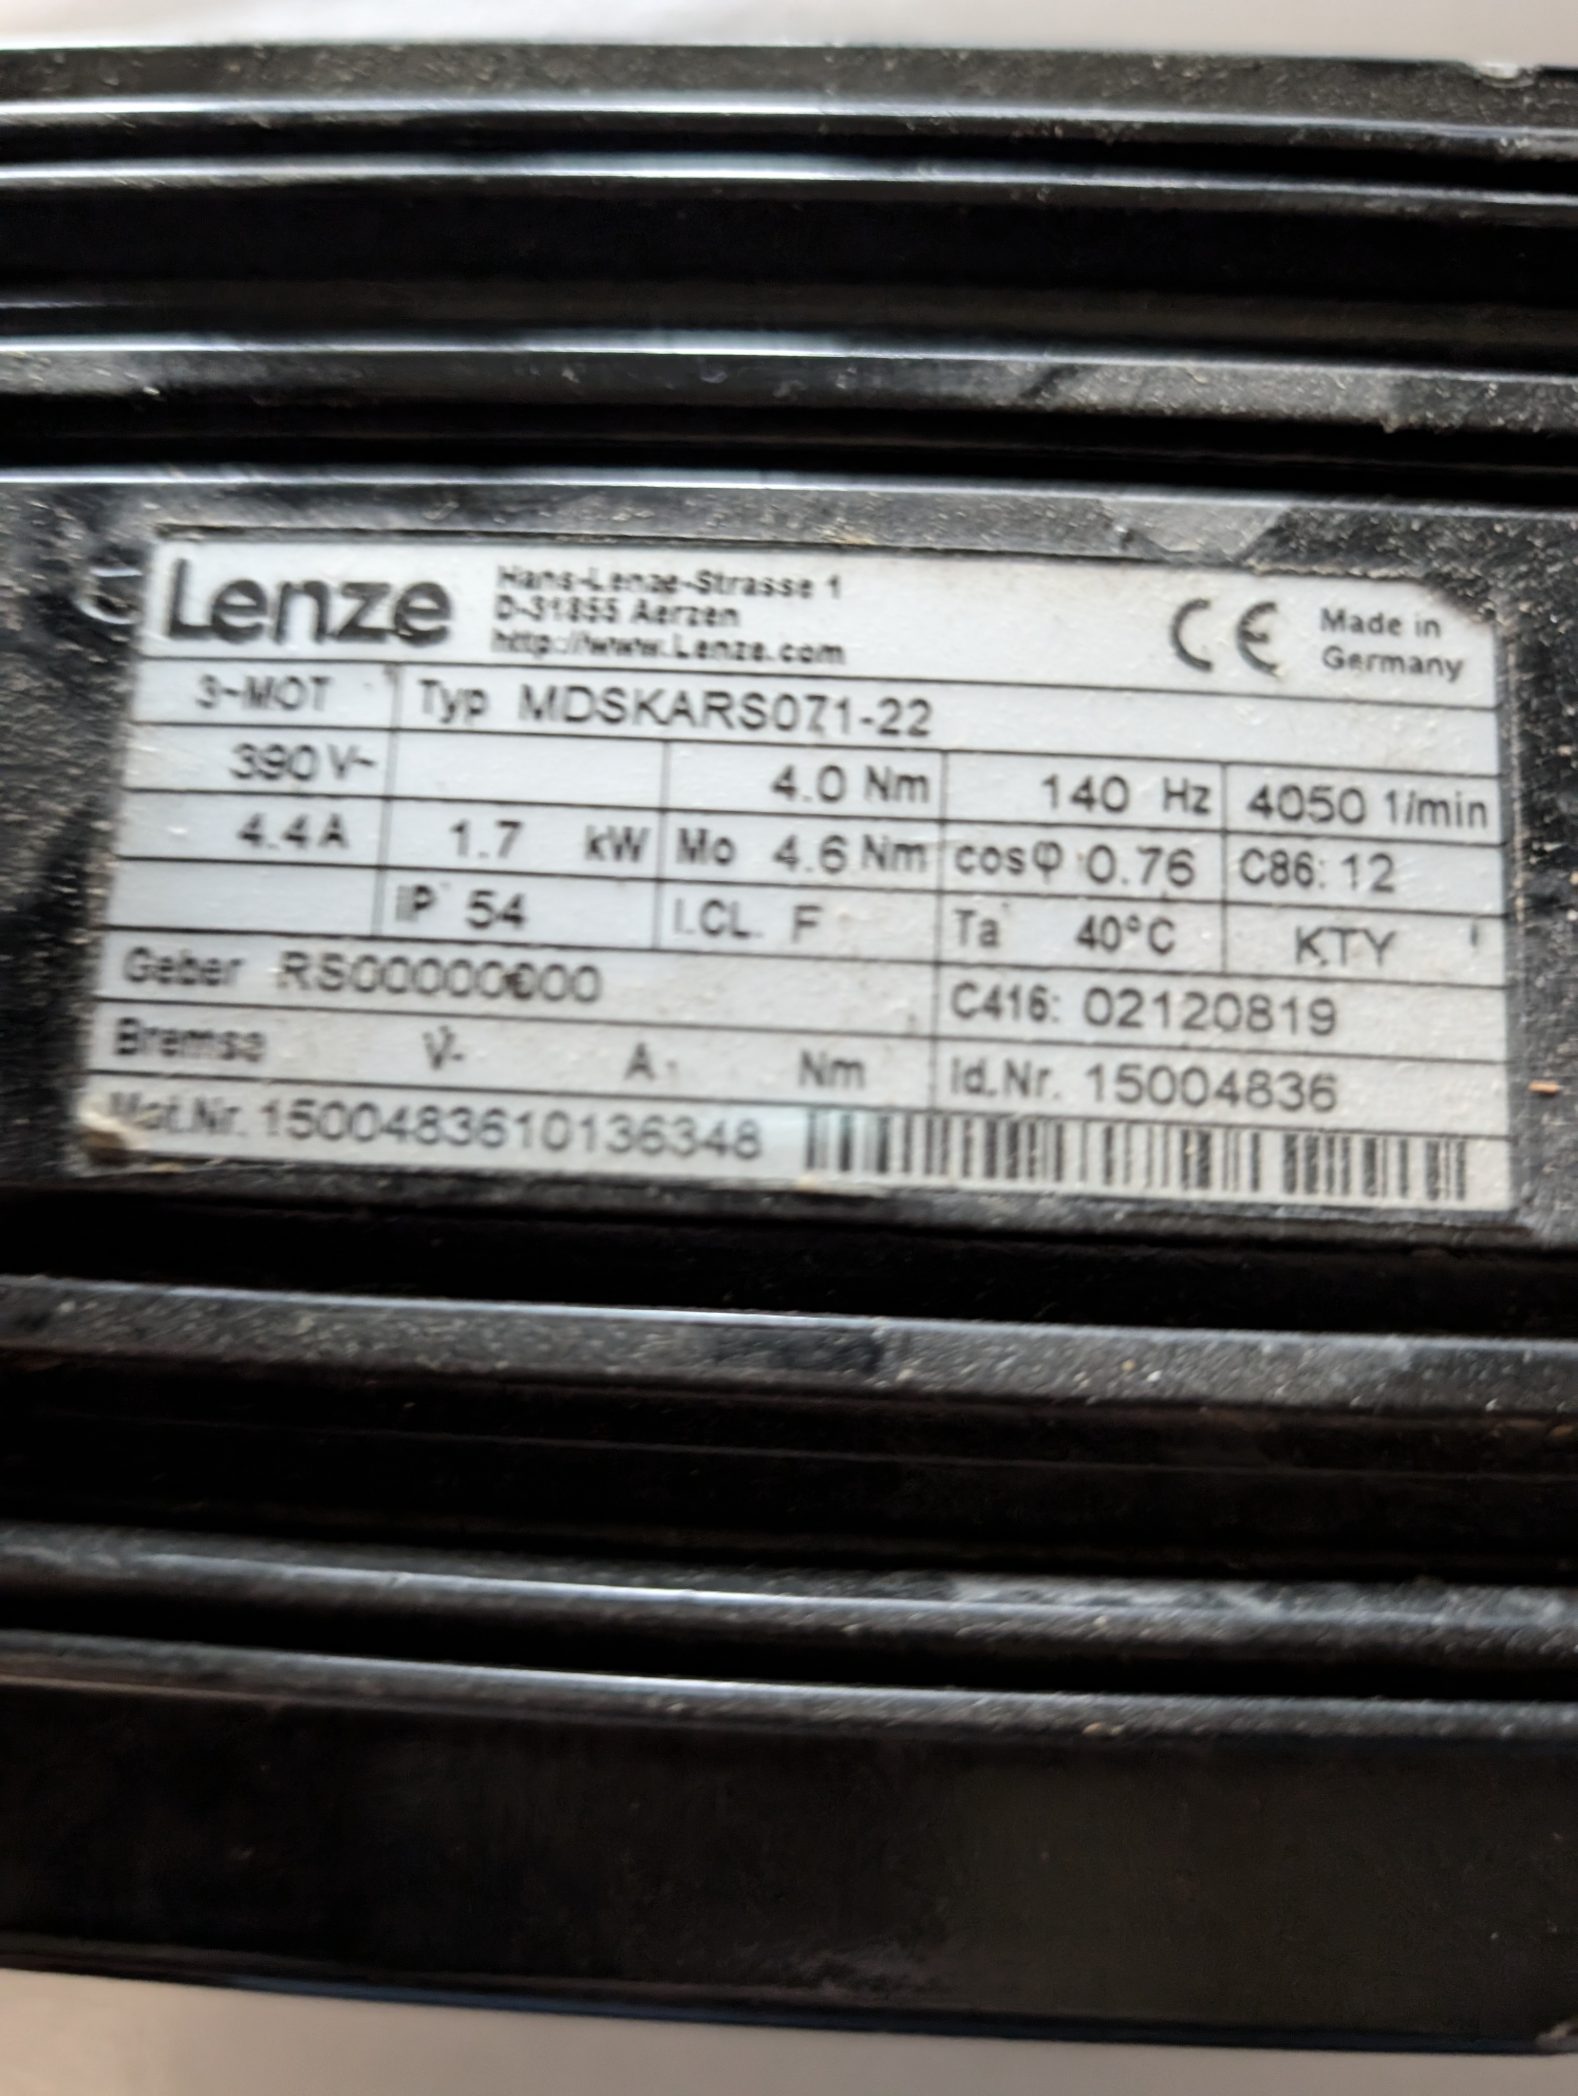 Lenze
Hans-Lenze-Strasse 1
D-31855 Aerzen
http://www.Lenze.com
CE
Made in
Germany
3~MOT Typ MDSKARS071-22
390 V~ 4.0 Nm 140 Hz 4050 1/min
4.4 A 1.7 kW Mo 4.6 Nm cosφ 0.76 C86: 12
IP 54 I.CL. F Ta 40°C KTY
Geber RS00000000 C416: 02120819
Bremse V- A Nm Id.Nr. 15004836
Mat.Nr. 1500483610136348